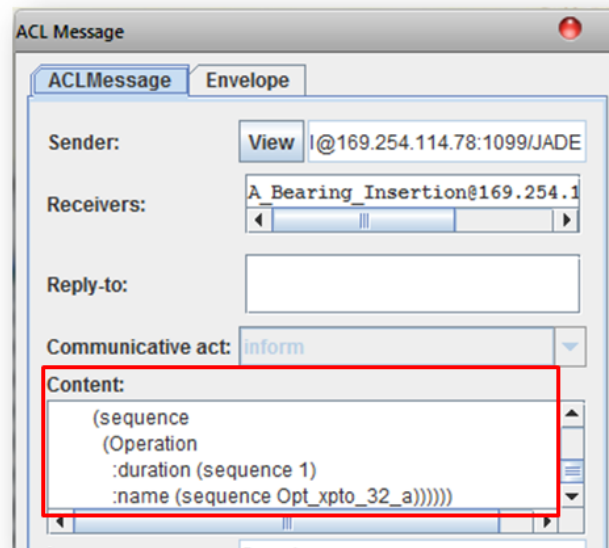 ACL Message
ACLMessage Envelope
Sender: View @169.254.114.78:1099/JADE
Receivers: A_Bearing_Insertion@169.254.1
Reply-to:
Communicative act: inform
Content:
(sequence
(Operation
:duration (sequence 1)
:name (sequence Opt_xpto_32_a))))))